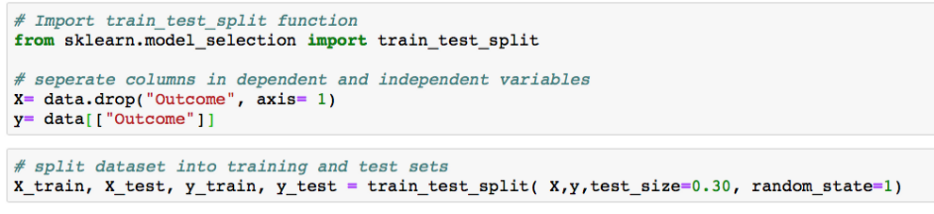 # Import train_test_split function
from sklearn.model_selection import train_test_split
# seperate columns in dependent and independent variables
X= data.drop("Outcome", axis= 1)
y= data[["Outcome"]]
# split dataset into training and test sets
X_train, X_test, y_train, y_test = train_test_split( X,y,test_size=0.30, random_state=1)